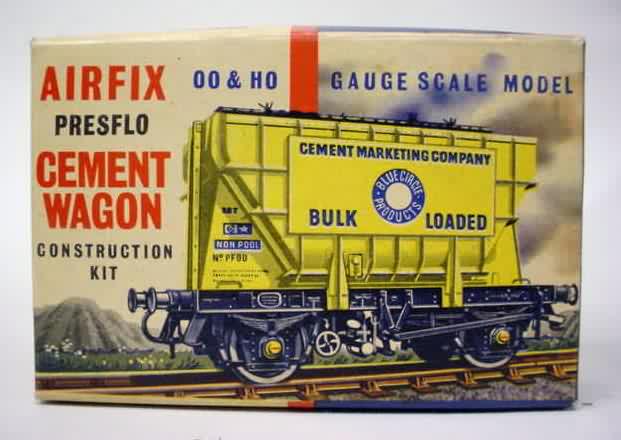 AIRFIX
OO & HO GAUGE SCALE MODEL
PRESFLO
CEMENT
WAGON
CONSTRUCTION
KIT
CEMENT MARKETING COMPANY
BLUE CIRCLE
PRODUCTS
BULK LOADED
NON POOL